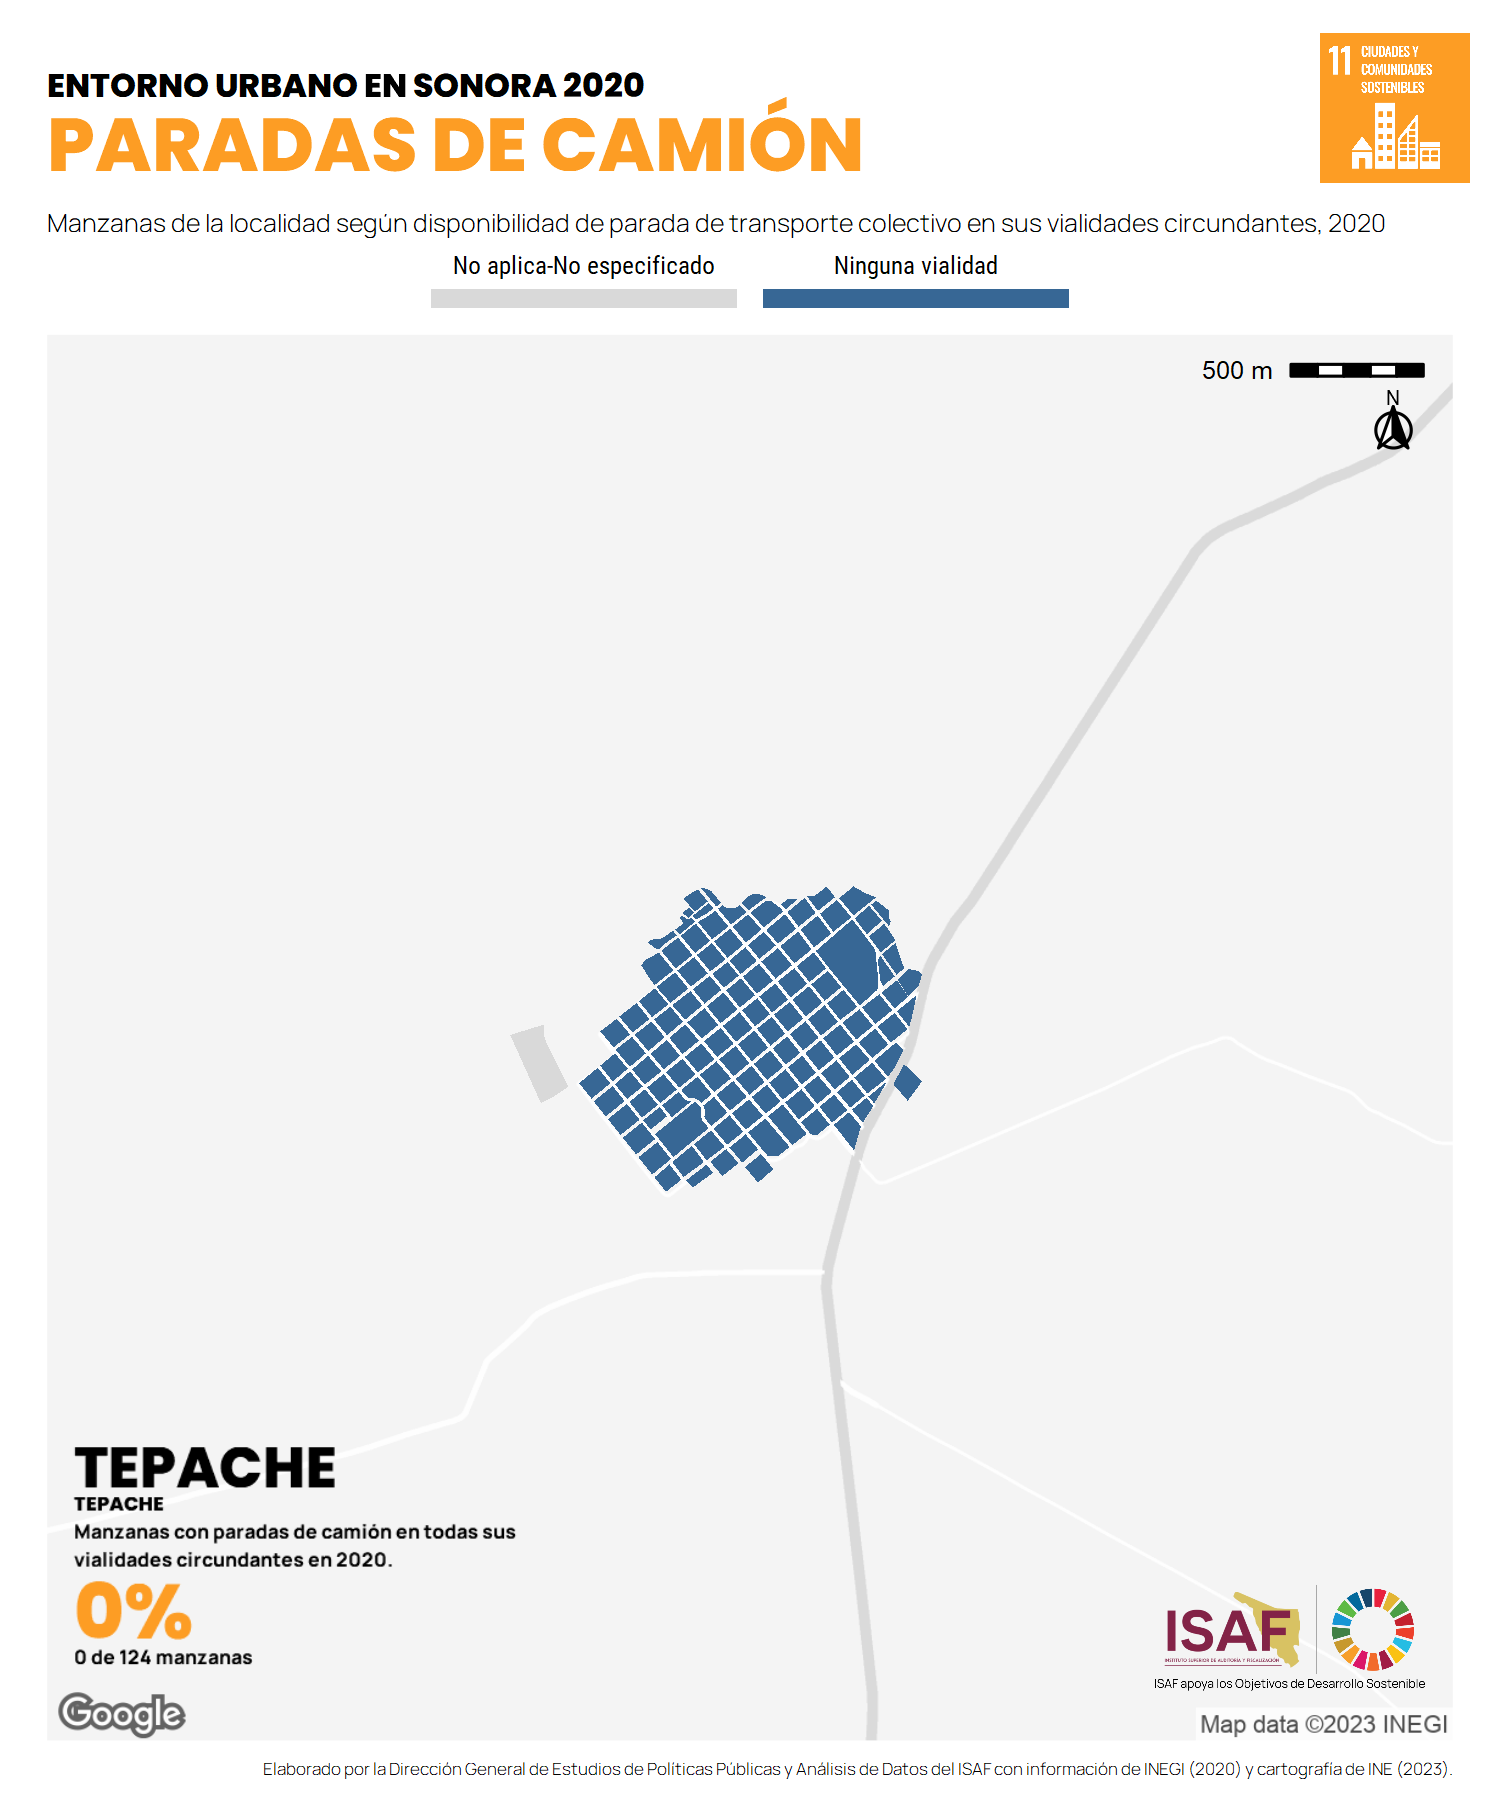 ENTORNO URBANO EN SONORA 2020
PARADAS DE CAMIÓN
11 CIUDADES Y
COMUNIDADES
SOSTENIBLES
Manzanas de la localidad según disponibilidad de parada de transporte colectivo en sus vialidades circundantes, 2020
No aplica-No especificado
Ninguna vialidad
500 m
N
TEPACHE
TEPACHE
Manzanas con paradas de camión en todas sus
vialidades circundantes en 2020.
0%
0 de 124 manzanas
ISAF
INSTITUTO SUPERIOR DE AUDITORÍA Y FISCALIZACIÓN
ISAF apoya los Objetivos de Desarrollo Sostenible
Google
Map data ©2023 INEGI
Elaborado por la Dirección General de Estudios de Políticas Públicas y Análisis de Datos del ISAF con información de INEGI (2020) y cartografía de INE (2023).